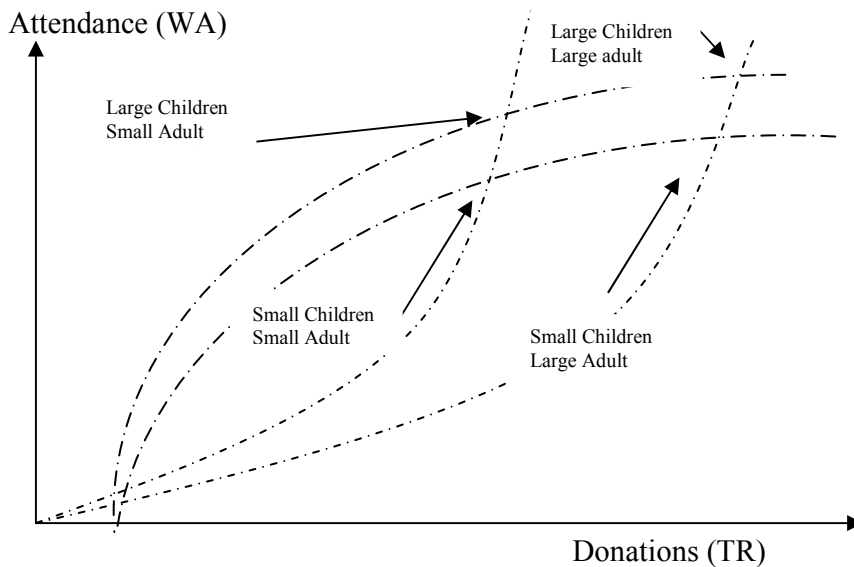 Attendance (WA)
Large Children
Large adult
Large Children
Small Adult
Small Children
Small Adult
Small Children
Large Adult
Donations (TR)